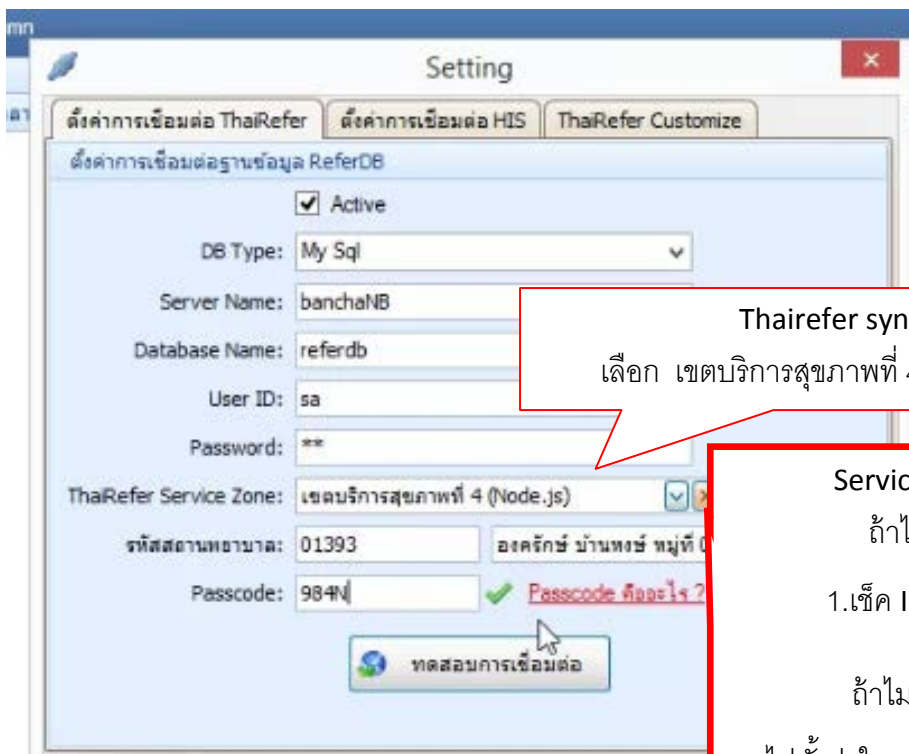 mn
Setting
ตั้งค่าการเชื่อมต่อ ThaiRefer ตั้งค่าการเชื่อมต่อ HIS ThaiRefer Customize
ตั้งค่าการเชื่อมต่อฐานข้อมูล ReferDB
Active
DB Type: My Sql
Server Name: banchaNB
Database Name: referdb
User ID: sa
Password: **
ThaiRefer Service Zone: เขตบริการสุขภาพที่ 4 (Node.js)
รหัสสถานพยาบาล: 01393 องครักษ์ บ้านพงษ์ หมู่ที่ 0
Passcode: 984N Passcode คืออะไร ?
ทดสอบการเชื่อมต่อ
Thairefer syn
เลือก เขตบริการสุขภาพที่ 4
Servic
ถ้าไ
1.เช็ค I
ถ้าไม